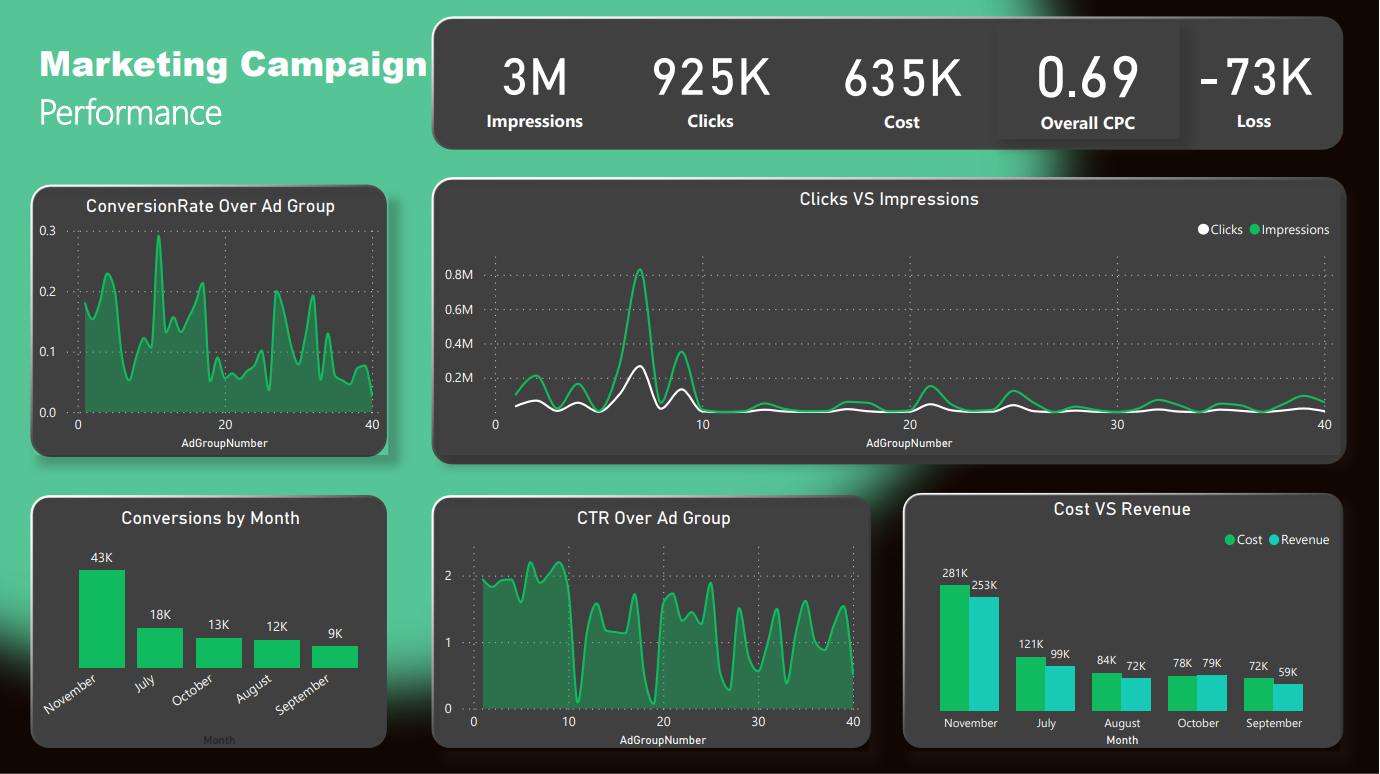 Marketing Campaign
Performance
3M 925K 635K 0.69 -73K
Impressions Clicks Cost Overall CPC Loss
ConversionRate Over Ad Group
0.3
0.2
0.1
0.0
0 20 40
AdGroupNumber
Clicks VS Impressions
Clicks Impressions
0.8M
0.6M
0.4M
0.2M
0 10 20 30 40
AdGroupNumber
Conversions by Month
43K
18K
13K
12K
9K
November July October August September
Month
CTR Over Ad Group
2
1
0
0 10 20 30 40
AdGroupNumber
Cost VS Revenue
Cost Revenue
281K 253K
121K 99K
84K 72K
78K 79K
72K 59K
November July August October September
Month